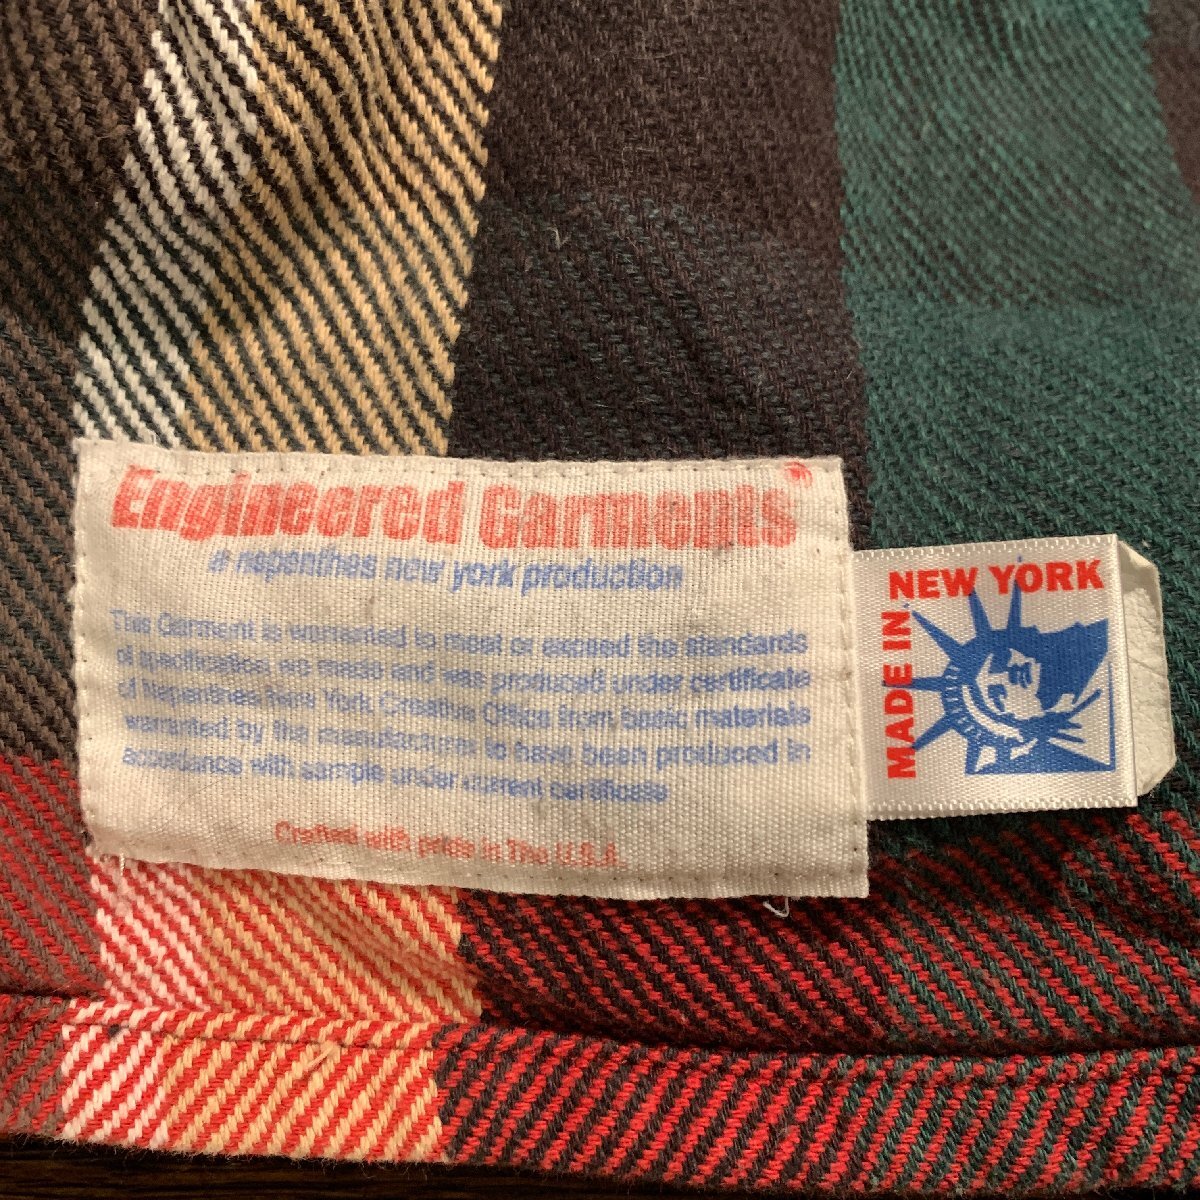 Engineered Garments
a nepenthes new york production
This Garment is warranted to meet or exceed the standards
of specification we made and was produced under certificate
of Nepenthes New York Creative Office from basic materials
warranted by the manufacturer to have been produced in
accordance with sample under current certificate
Crafted with pride in The U.S.A.
MADE IN NEW YORK